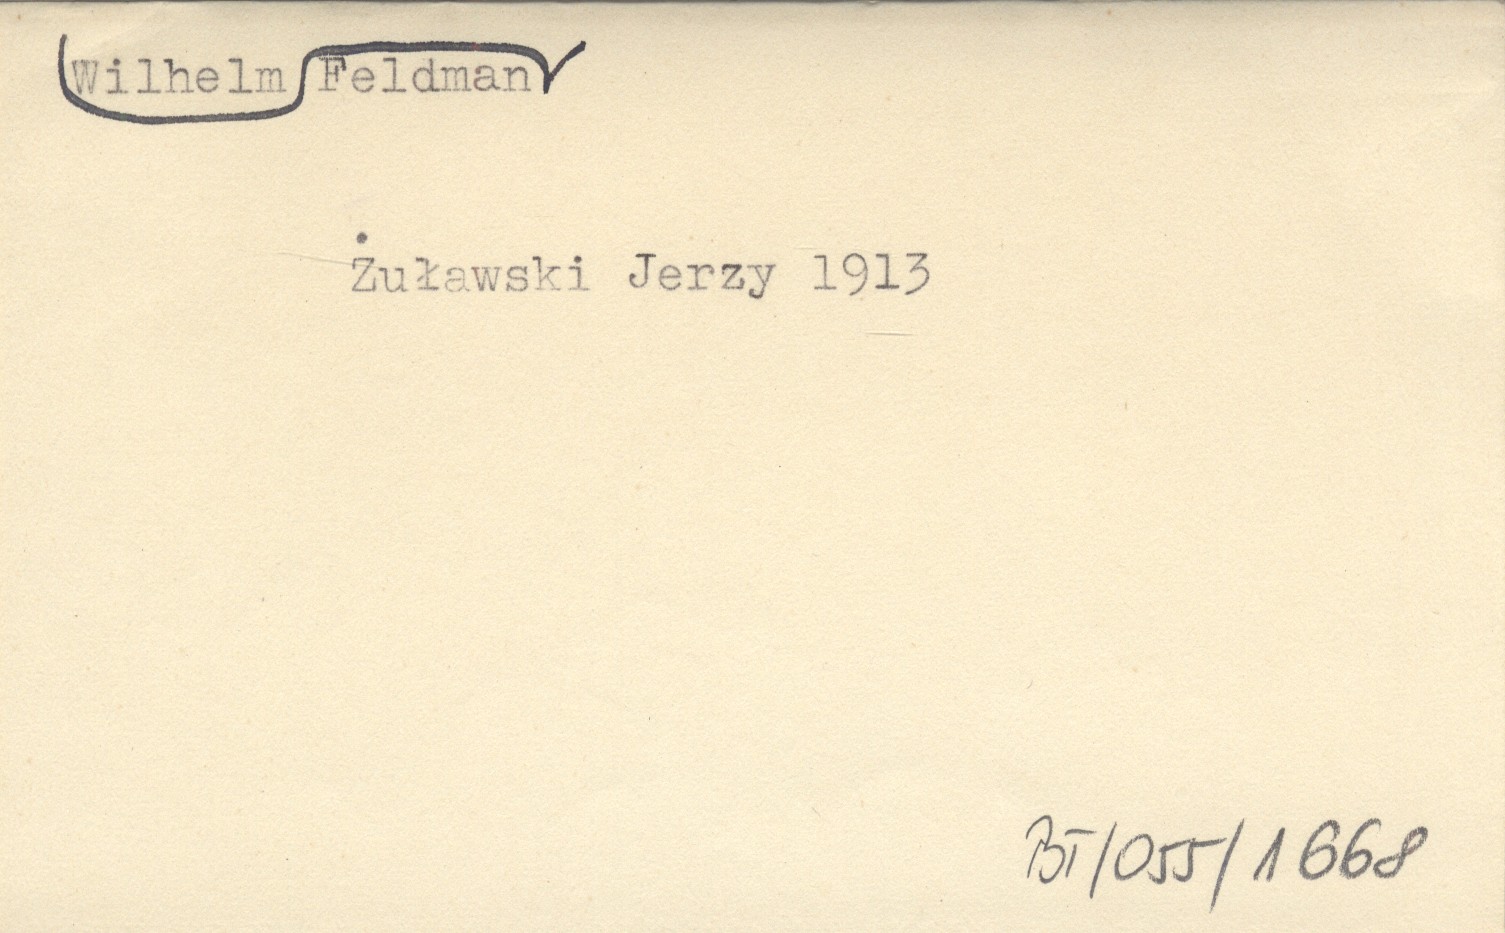 Wilhelm Feldman
Żuławski Jerzy 1913
BT/055/1668